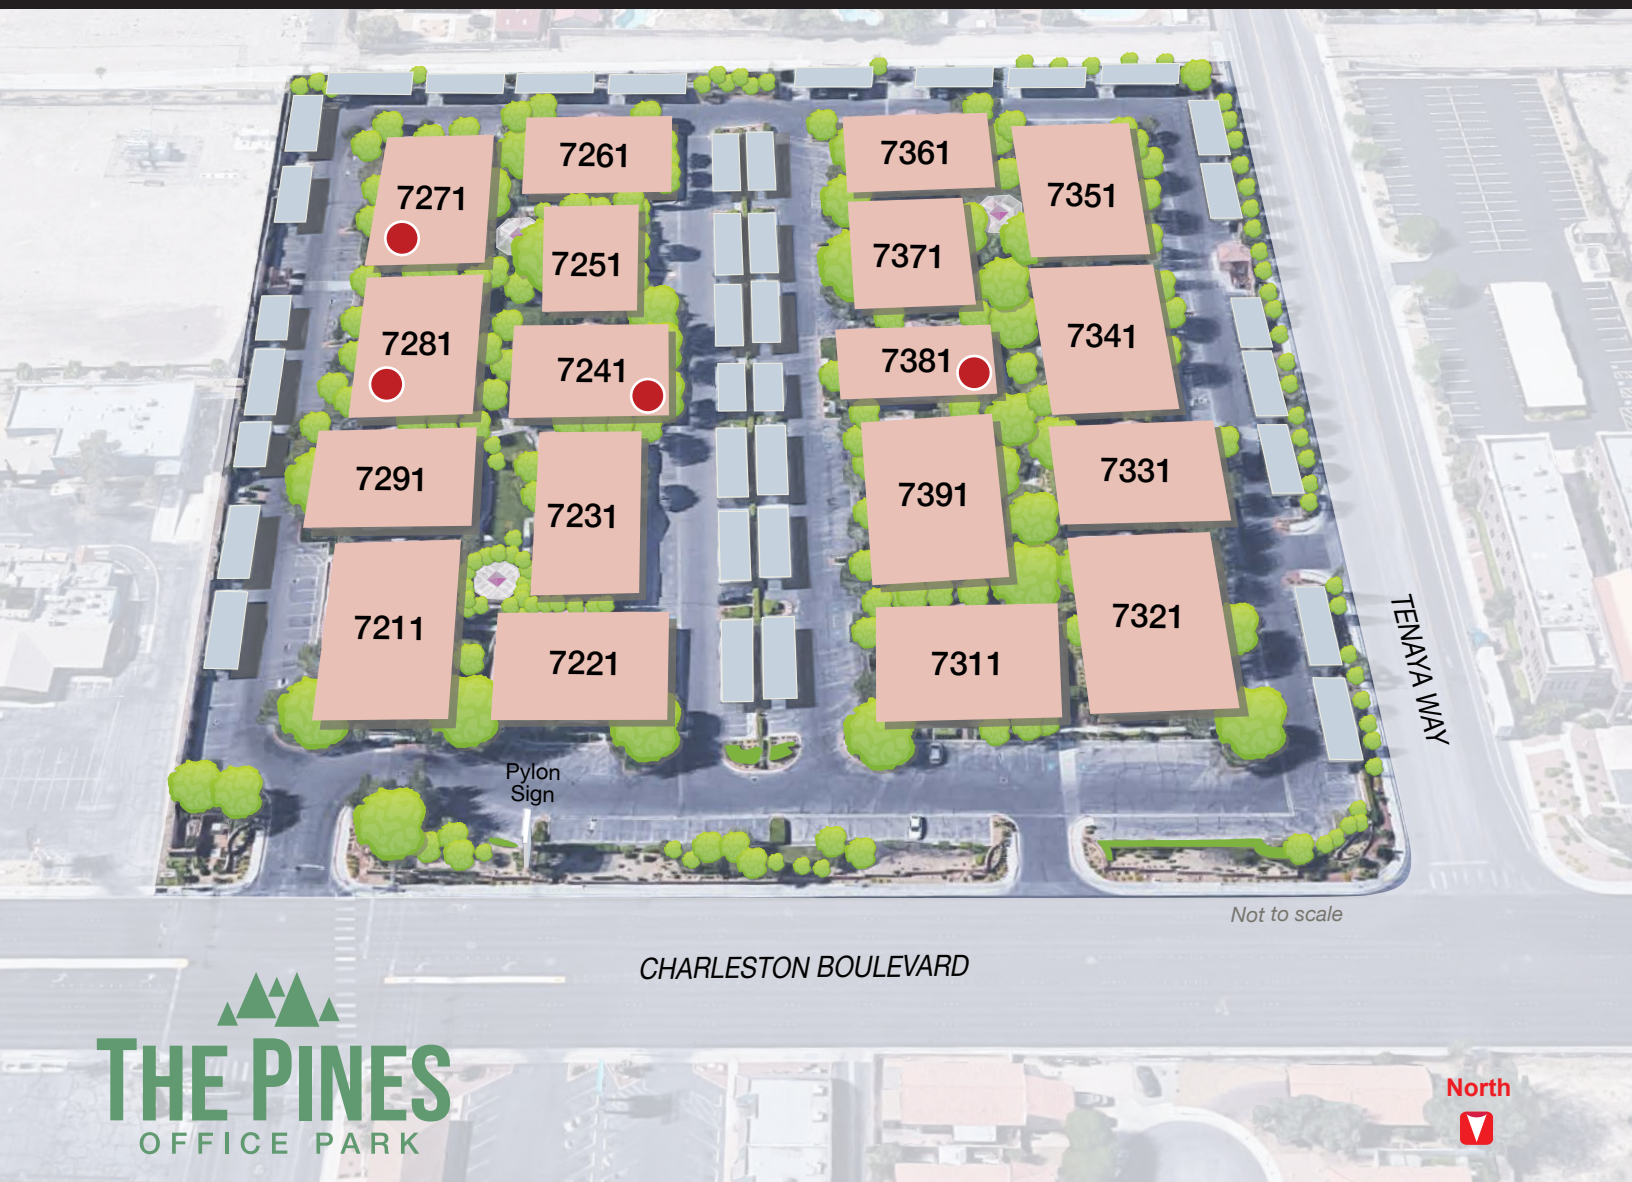 7261
7361
7271
7351
7251
7371
7281
7341
7241
7381
7291
7331
7231
7391
7211
7321
7221
7311
TENAYA WAY
Pylon
Sign
Not to scale
CHARLESTON BOULEVARD
THE PINES
OFFICE PARK
North